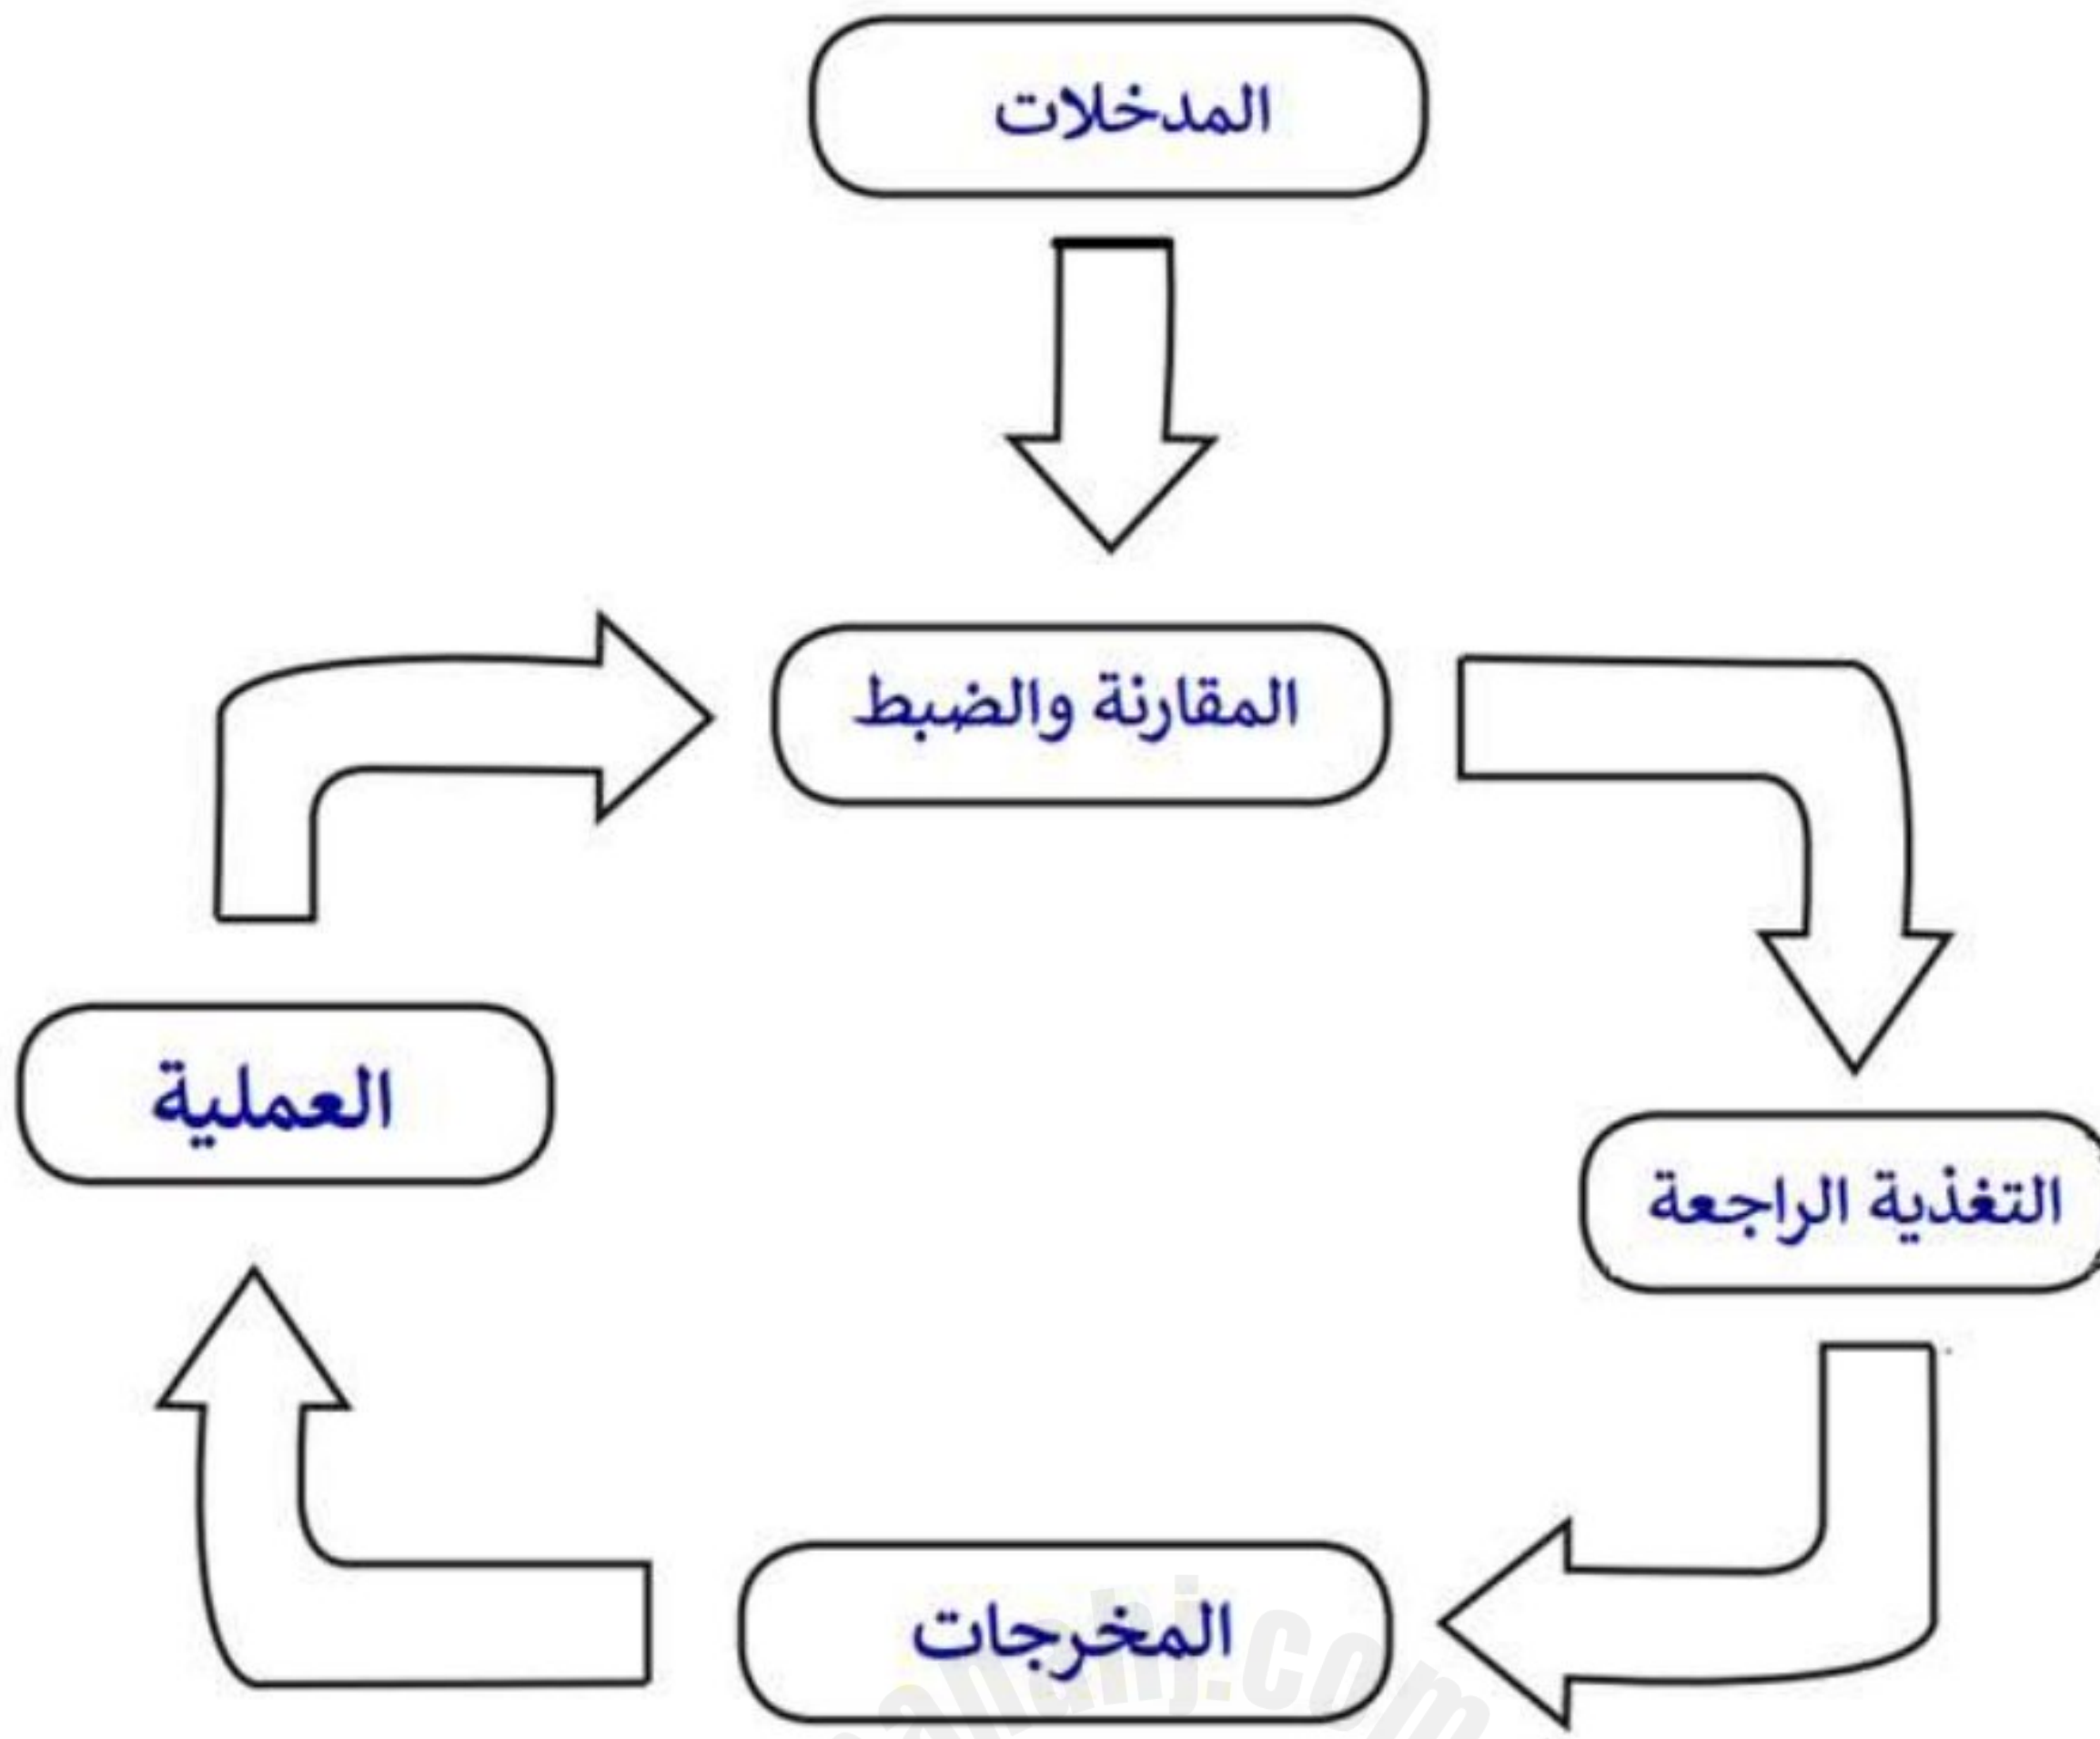 المدخلات
المقارنة والضبط
العملية
التغذية الراجعة
المخرجات